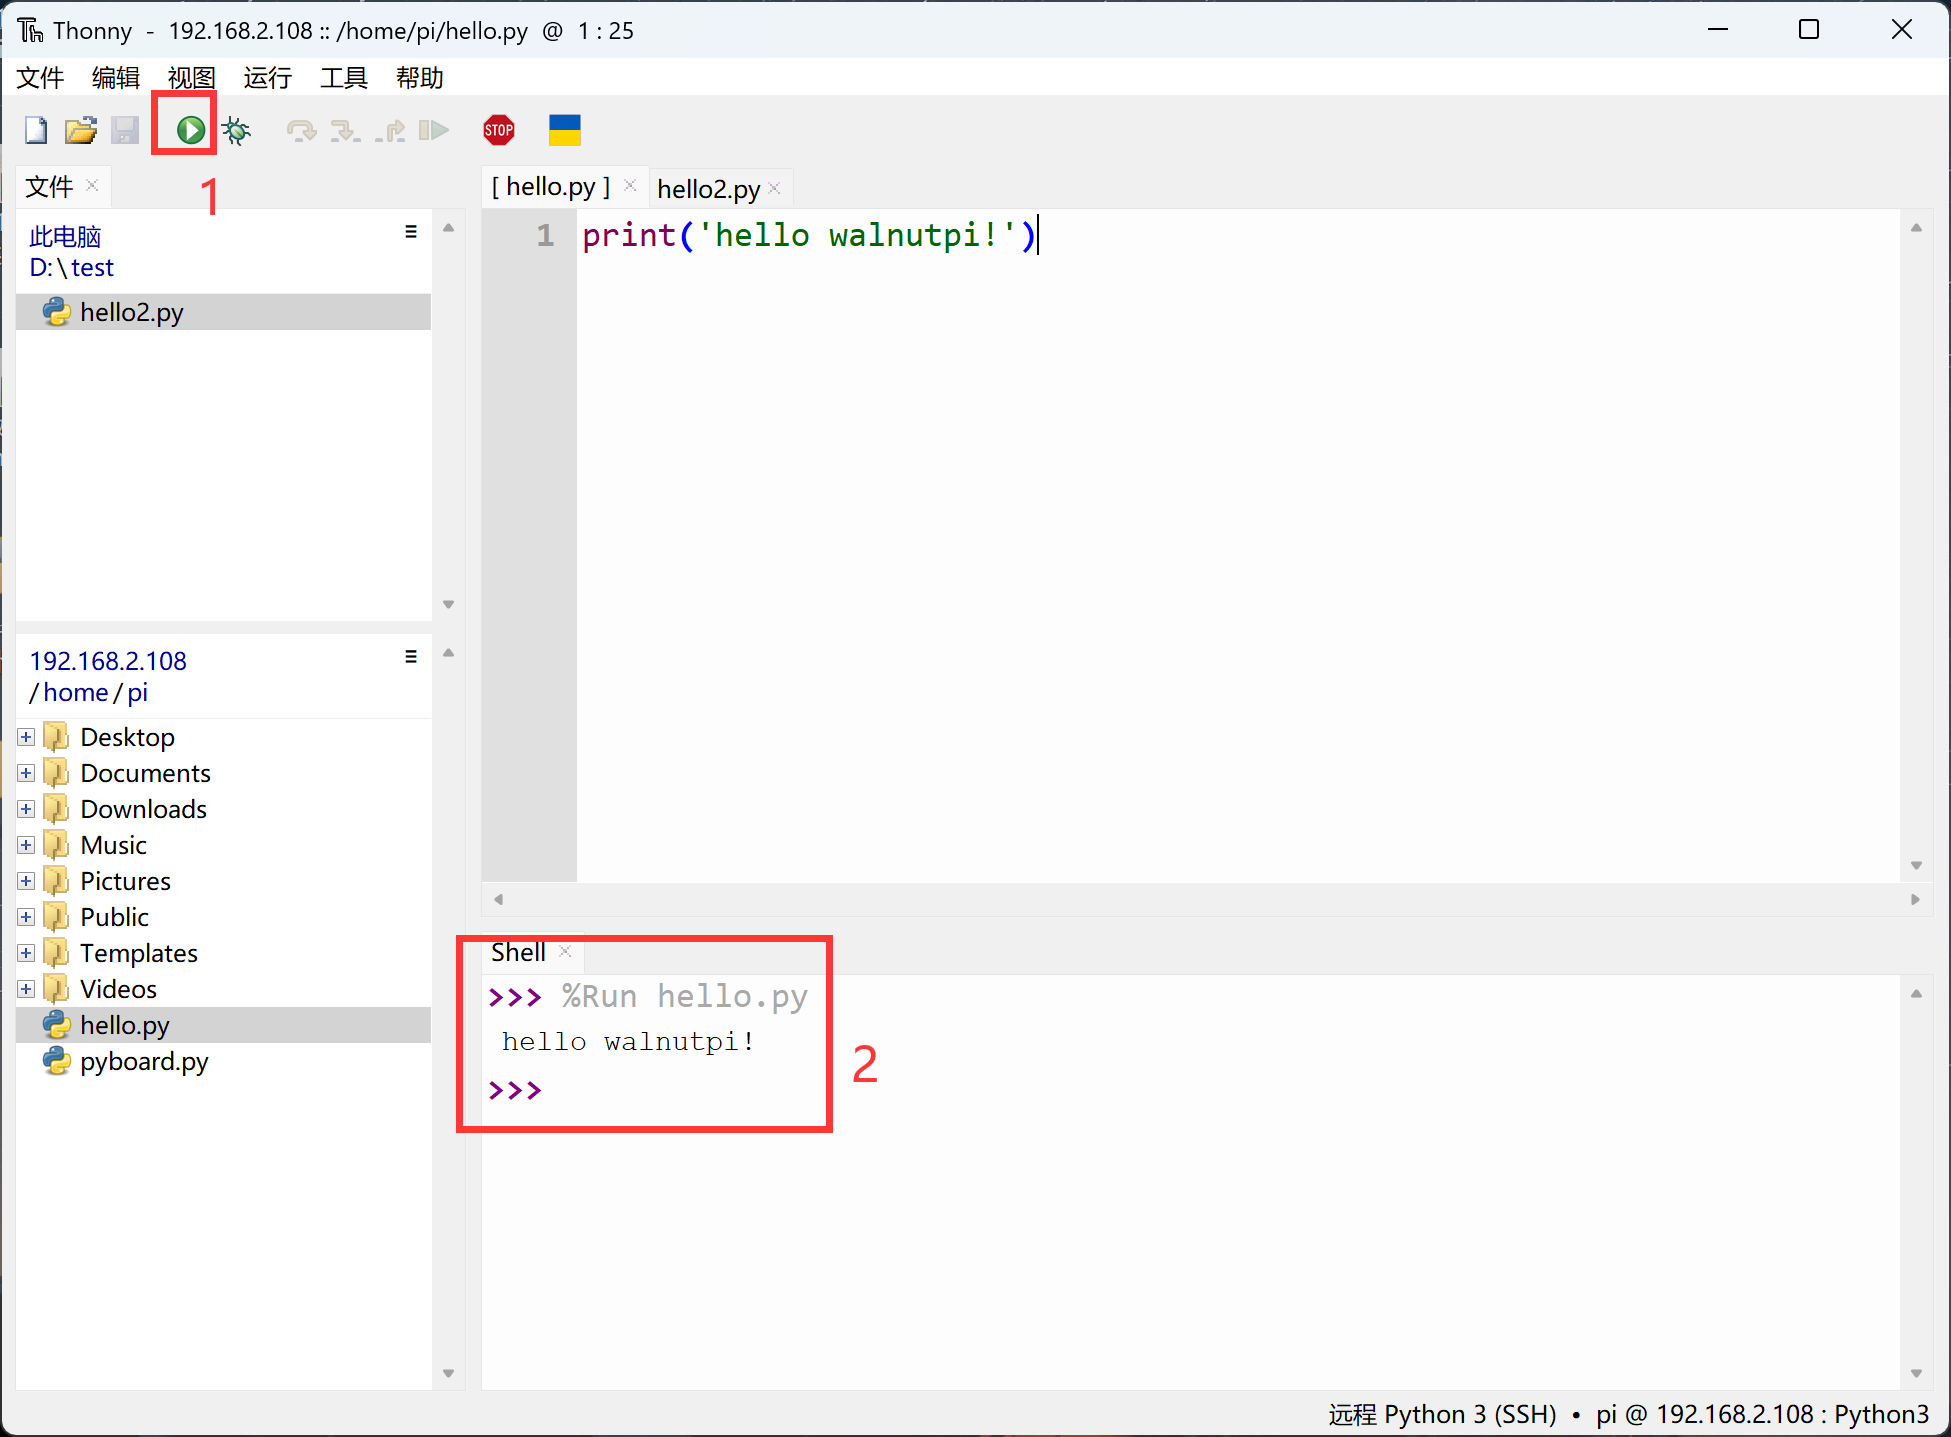 Thonny - 192.168.2.108 :: /home/pi/hello.py @ 1 : 25
文件 编辑 视图 运行 工具 帮助
STOP
1
文件
此电脑
D:\test
hello2.py
192.168.2.108
/home/pi
Desktop
Documents
Downloads
Music
Pictures
Public
Templates
Videos
hello.py
pyboard.py
[ hello.py ] hello2.py
1 print('hello walnutpi!')
Shell
>>> %Run hello.py
hello walnutpi!
>>>
2
远程 Python 3 (SSH) • pi @ 192.168.2.108 : Python3